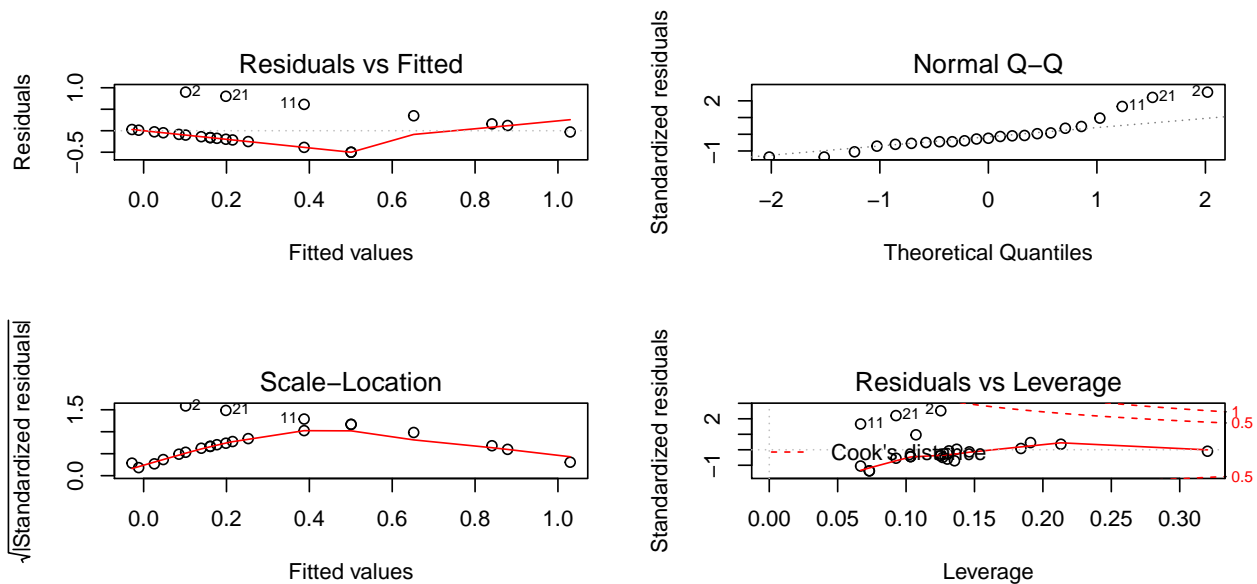 Residuals vs Fitted
Residuals
1.0
−0.5
2
21
11
0.0 0.2 0.4 0.6 0.8 1.0
Fitted values
Normal Q−Q
Standardized residuals
2
−1
11
21
2
−2 −1 0 1 2
Theoretical Quantiles
Scale−Location
√|Standardized residuals|
1.5
0.0
2
21
11
0.0 0.2 0.4 0.6 0.8 1.0
Fitted values
Residuals vs Leverage
Standardized residuals
2
−1
11
21
2
Cook's distance
1
0.5
0.5
0.00 0.05 0.10 0.15 0.20 0.25 0.30
Leverage